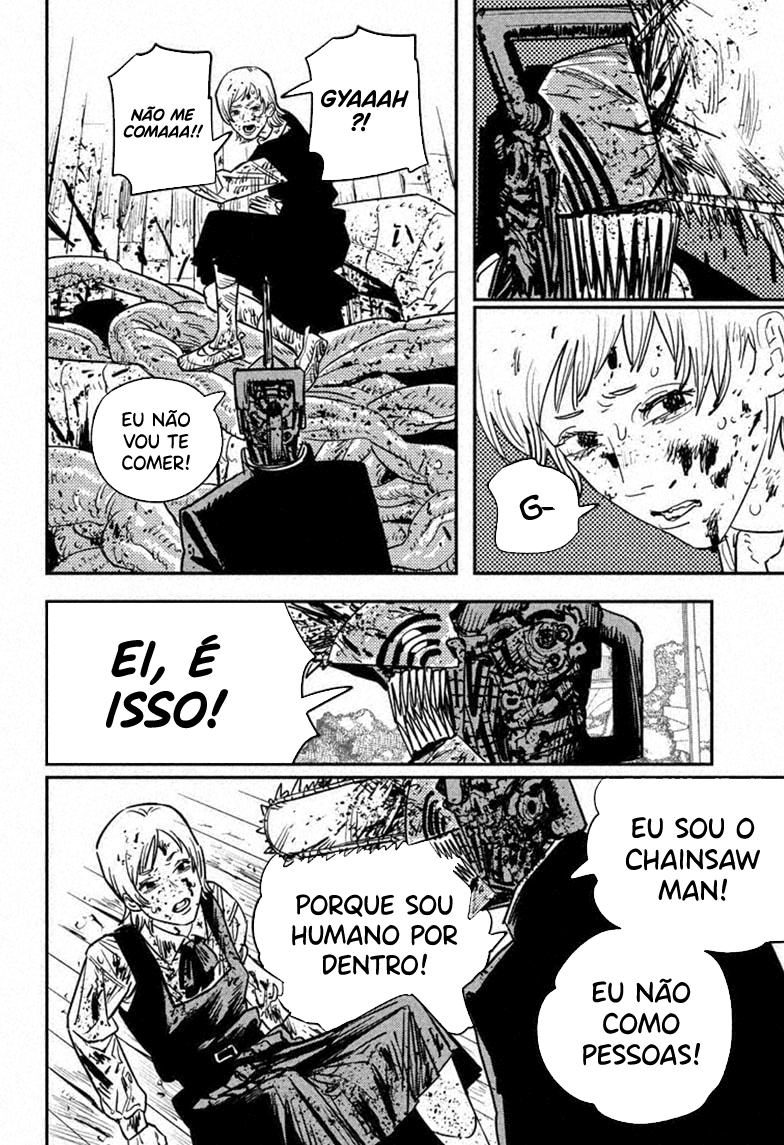 G-
GYAAAH
?!
NÃO ME
COMAAA!!
EU NÃO
VOU TE
COMER!
EI, É
ISSO!
EU SOU O
CHAINSAW
MAN!
EU NÃO
COMO
PESSOAS!
PORQUE SOU
HUMANO POR
DENTRO!